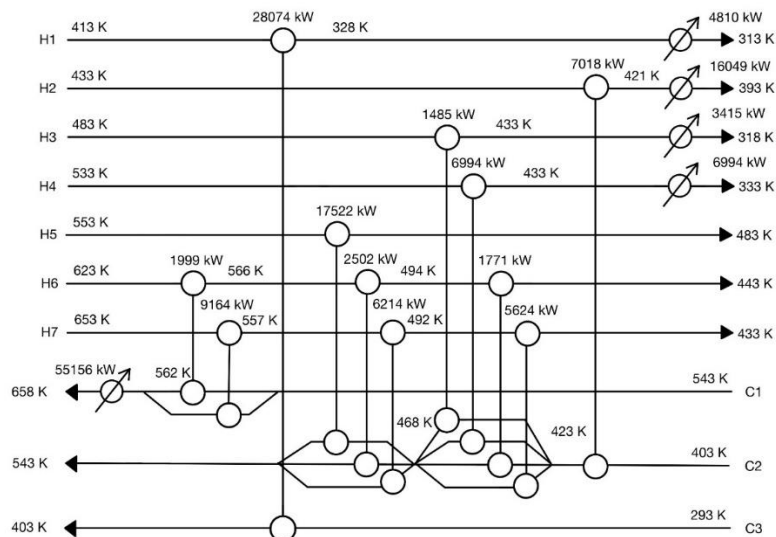 28074 kW 4810 kW
H1 413 K 328 K 313 K
7018 kW 16049 kW
H2 433 K 421 K 393 K
1485 kW 3415 kW
H3 483 K 433 K 318 K
6994 kW 6994 kW
H4 533 K 433 K 333 K
17522 kW
H5 553 K 483 K
1999 kW 2502 kW 1771 kW
H6 623 K 566 K 494 K 443 K
9164 kW 6214 kW 5624 kW
H7 653 K 557 K 492 K 433 K
55156 kW 562 K 543 K
658 K C1
468 K 423 K 403 K
543 K C2
293 K
403 K C3